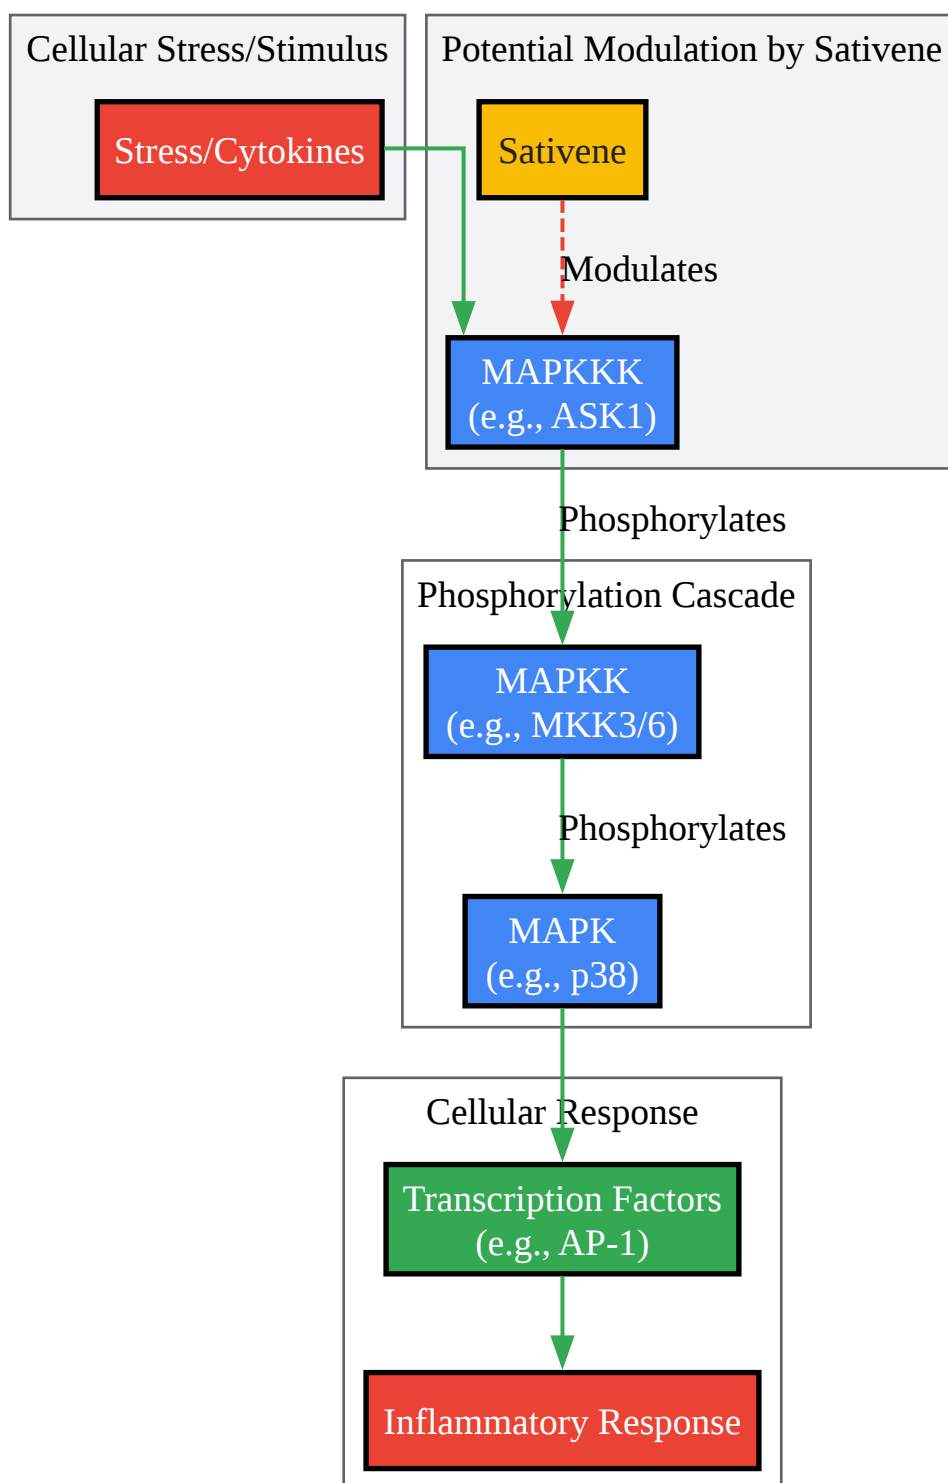 Cellular Stress/Stimulus
Potential Modulation by Sativene
Stress/Cytokines
Sativene
Modulates
MAPKKK
(e.g., ASK1)
Phosphorylates
Phosphorylation Cascade
MAPKK
(e.g., MKK3/6)
Phosphorylates
MAPK
(e.g., p38)
Cellular Response
Transcription Factors
(e.g., AP-1)
Inflammatory Response